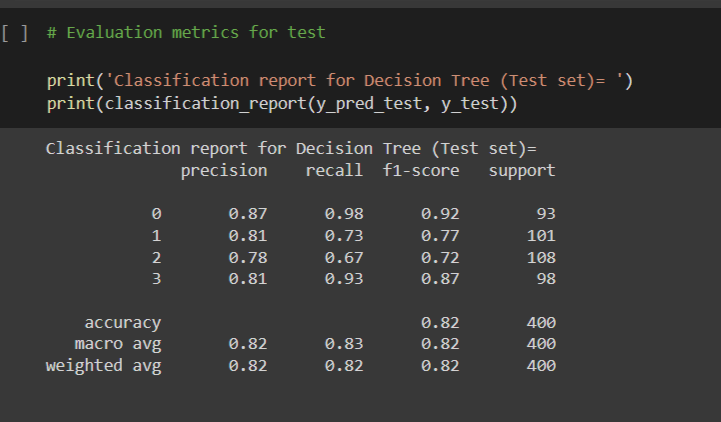 [ ] # Evaluation metrics for test
print('Classification report for Decision Tree (Test set)= ')
print(classification_report(y_pred_test, y_test))
Classification report for Decision Tree (Test set)=
precision recall f1-score support
0 0.87 0.98 0.92 93
1 0.81 0.73 0.77 101
2 0.78 0.67 0.72 108
3 0.81 0.93 0.87 98
accuracy 0.82 400
macro avg 0.82 0.83 0.82 400
weighted avg 0.82 0.82 0.82 400